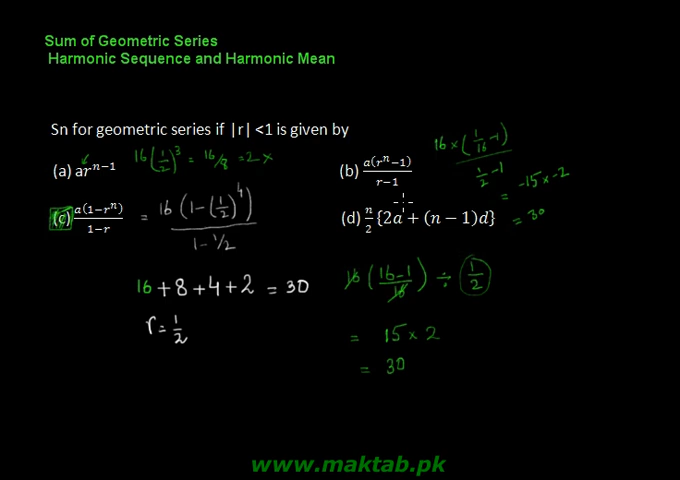 Sum of Geometric Series
Harmonic Sequence and Harmonic Mean
Sn for geometric series if |r| <1 is given by
(a) ar^(n−1)
16(1/2)^3 = 16/8 = 2 ×
(b) a(r^n−1)/(r−1)
16 × (1/16 − 1)/(1/2 − 1)
= -15 × -2
= 30
(c) a(1−r^n)/(1−r)
= 16(1 − (1/2)^4)/(1 − 1/2)
(d) n/2{2a + (n − 1)d}
16 + 8 + 4 + 2 = 30
r = 1/2
16 (16−1/16) ÷ (1/2)
= 15 × 2
= 30
www.maktab.pk